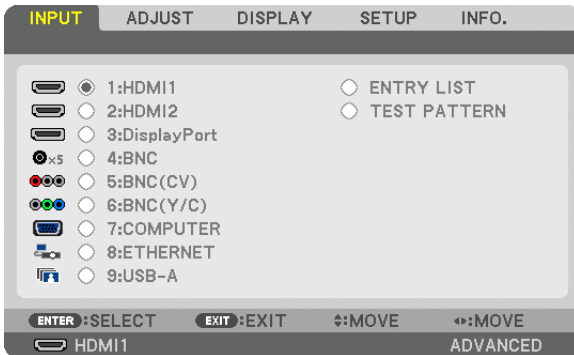 INPUT ADJUST DISPLAY SETUP INFO.
1:HDMI1 ENTRY LIST
2:HDMI2 TEST PATTERN
3:DisplayPort
×5 4:BNC
5:BNC(CV)
6:BNC(Y/C)
7:COMPUTER
8:ETHERNET
9:USB-A
ENTER:SELECT EXIT:EXIT :MOVE :MOVE
HDMI1 ADVANCED